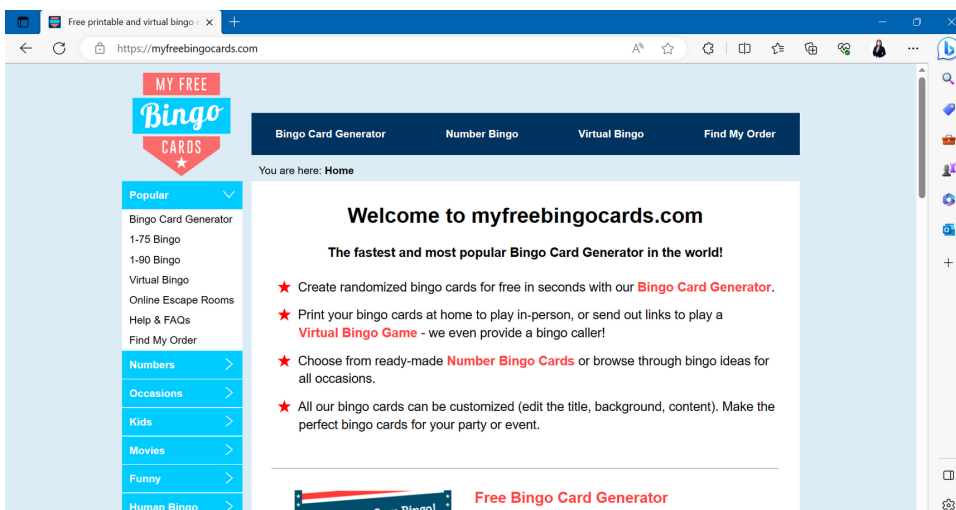 Free printable and virtual bingo c
https://myfreebingocards.com
MY FREE
Bingo
CARDS
Bingo Card Generator
Number Bingo
Virtual Bingo
Find My Order
You are here: Home
Popular
Bingo Card Generator
1-75 Bingo
1-90 Bingo
Virtual Bingo
Online Escape Rooms
Help & FAQs
Find My Order
Numbers
Occasions
Kids
Movies
Funny
Human Bingo
Welcome to myfreebingocards.com
The fastest and most popular Bingo Card Generator in the world!
Create randomized bingo cards for free in seconds with our Bingo Card Generator.
Print your bingo cards at home to play in-person, or send out links to play a
Virtual Bingo Game - we even provide a bingo caller!
Choose from ready-made Number Bingo Cards or browse through bingo ideas for
all occasions.
All our bingo cards can be customized (edit the title, background, content). Make the
perfect bingo cards for your party or event.
Bingo!
Free Bingo Card Generator